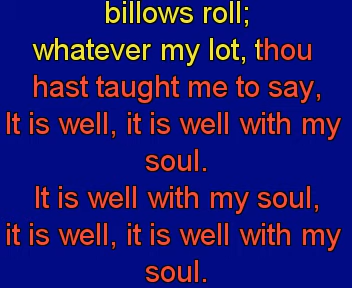 billows roll;
whatever my lot, thou
hast taught me to say,
It is well, it is well with my
soul.
It is well with my soul,
it is well, it is well with my
soul.